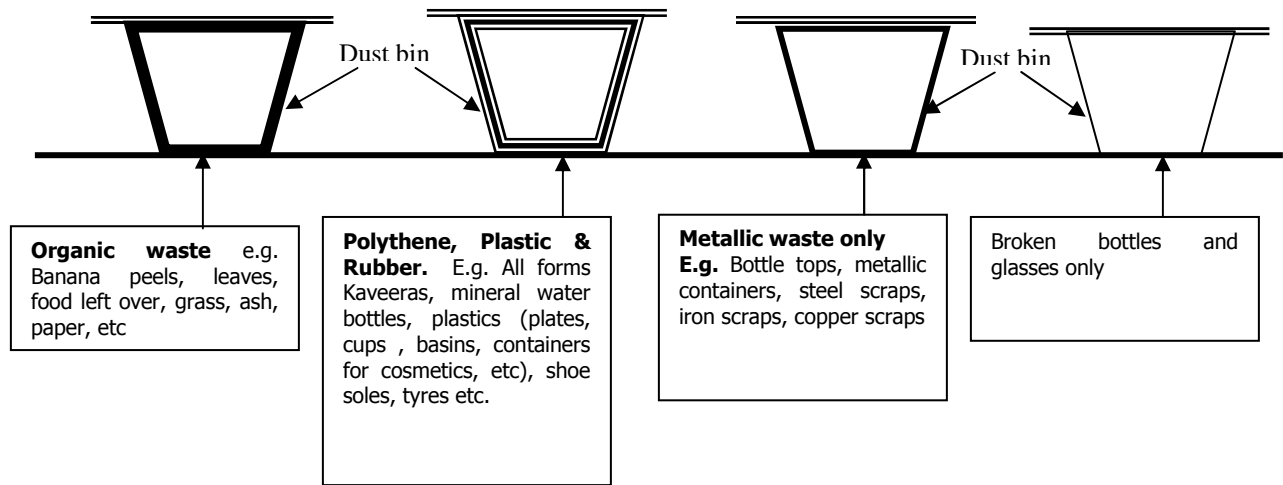 Dust bin
Dust bin
Organic waste e.g.
Banana peels, leaves,
food left over, grass, ash,
paper, etc
Polythene, Plastic &
Rubber. E.g. All forms
Kaveeras, mineral water
bottles, plastics (plates,
cups , basins, containers
for cosmetics, etc), shoe
soles, tyres etc.
Metallic waste only
E.g. Bottle tops, metallic
containers, steel scraps,
iron scraps, copper scraps
Broken bottles and
glasses only